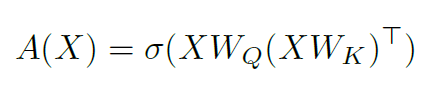 A(X) = σ(XW_Q(XW_K)^⊤)